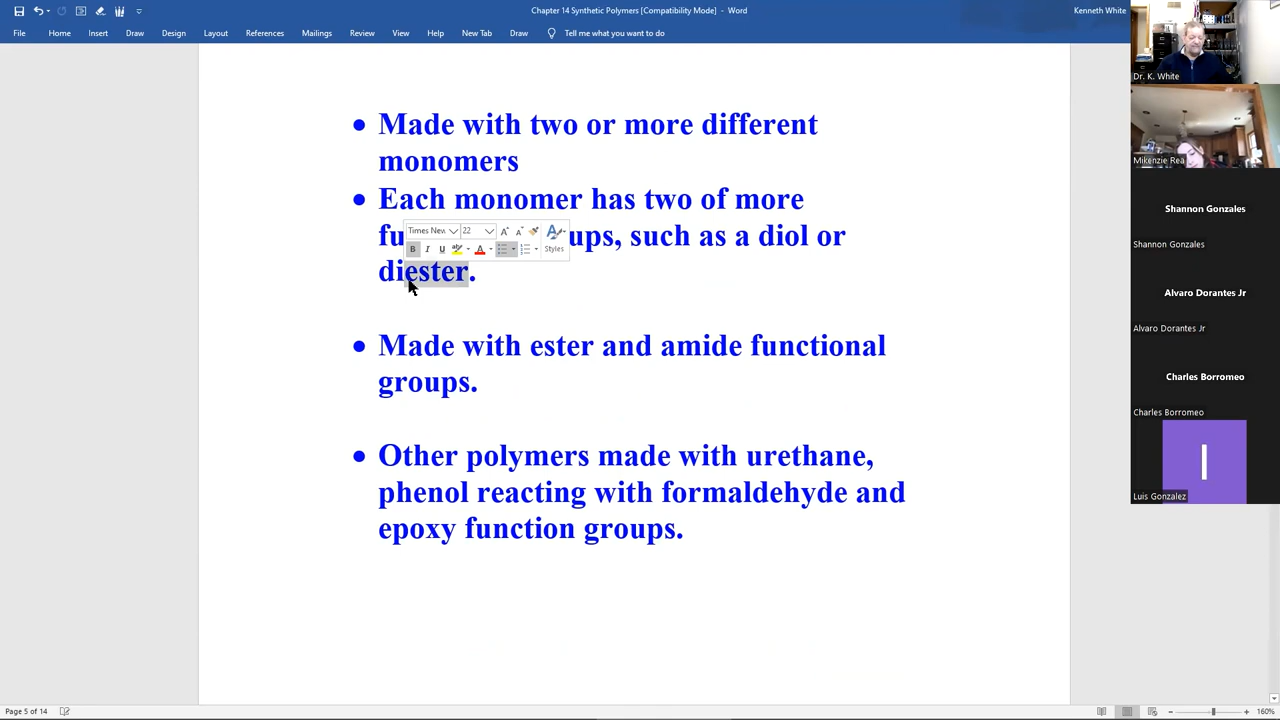 Chapter 14 Synthetic Polymers [Compatibility Mode] - Word
Kenneth White
File Home Insert Draw Design Layout References Mailings Review View Help New Tab Draw Tell me what you want to do
Dr. K. White
Mikenzie Rea
Shannon Gonzales
Shannon Gonzales
Alvaro Dorantes Jr
Alvaro Dorantes Jr
Charles Borromeo
Charles Borromeo
I
Luis Gonzalez
• Made with two or more different
monomers
• Each monomer has two of more
Times New 22
fu ups, such as a diol or
B I U ab A Styles
diester.
• Made with ester and amide functional
groups.
• Other polymers made with urethane,
phenol reacting with formaldehyde and
epoxy function groups.
Page 5 of 14
160%